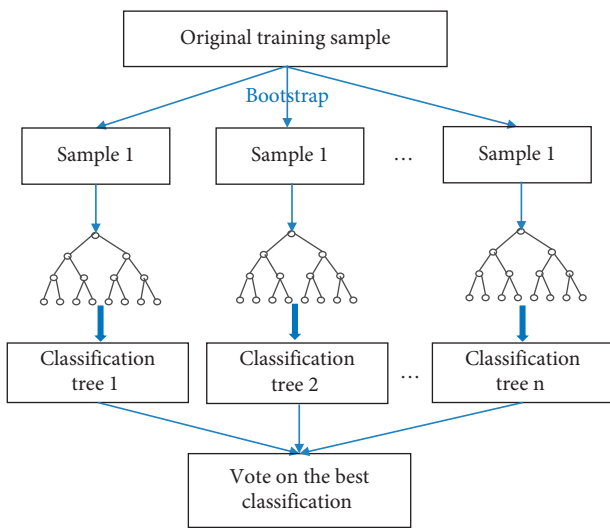 Original training sample
Bootstrap
Sample 1
Sample 1
...
Sample 1
Classification
tree 1
Classification
tree 2
...
Classification
tree n
Vote on the best
classification